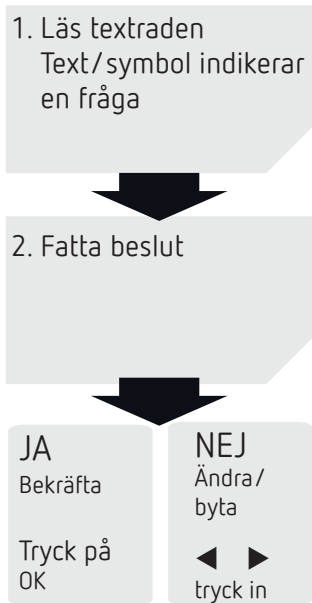 1. Läs textraden
Text/symbol indikerar
en fråga
2. Fatta beslut
JA
Bekräfta
Tryck på
OK
NEJ
Ändra/
byta
◀ ▶
tryck in